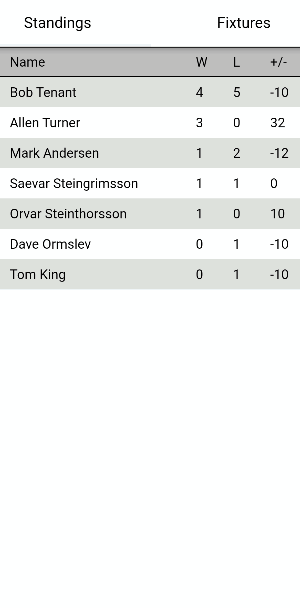 Standings Fixtures
Name W L +/-
Bob Tenant 4 5 -10
Allen Turner 3 0 32
Mark Andersen 1 2 -12
Saevar Steingrimsson 1 1 0
Orvar Steinthorsson 1 0 10
Dave Ormslev 0 1 -10
Tom King 0 1 -10